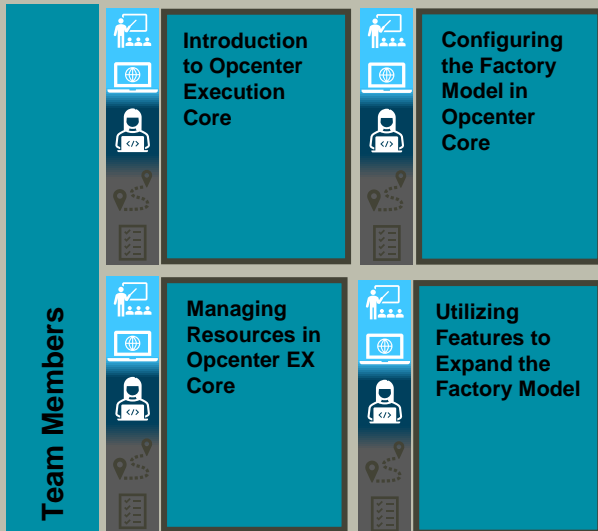 Team Members
Introduction
to Opcenter
Execution
Core
Configuring
the Factory
Model in
Opcenter
Core
Managing
Resources in
Opcenter EX
Core
Utilizing
Features to
Expand the
Factory Model